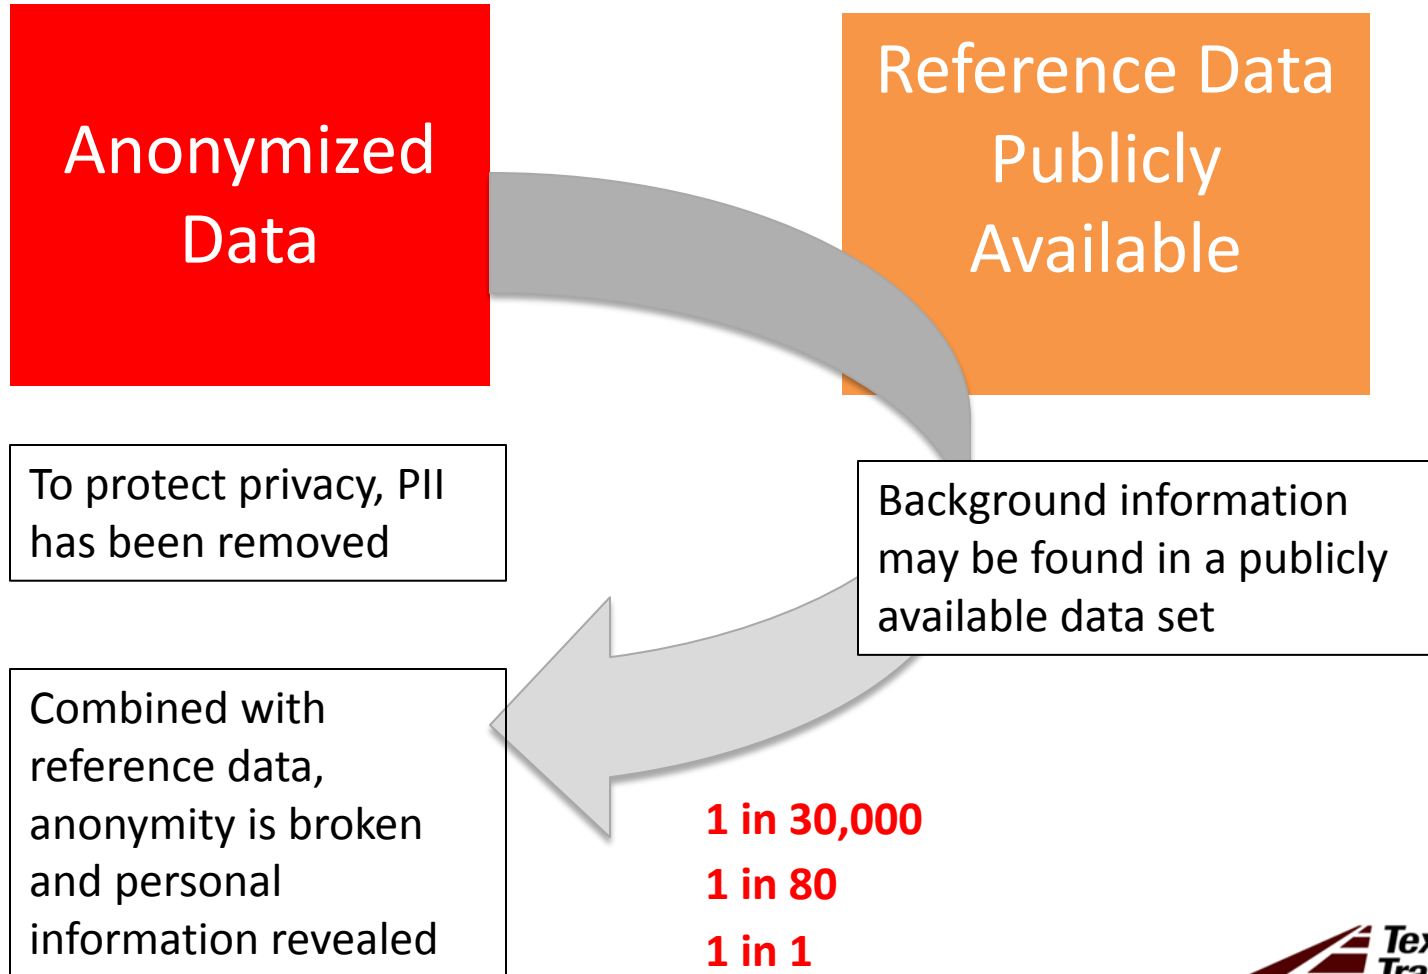 Anonymized
Data
Reference Data
Publicly
Available
To protect privacy, PII
has been removed
Background information
may be found in a publicly
available data set
Combined with
reference data,
anonymity is broken
and personal
information revealed
1 in 30,000
1 in 80
1 in 1